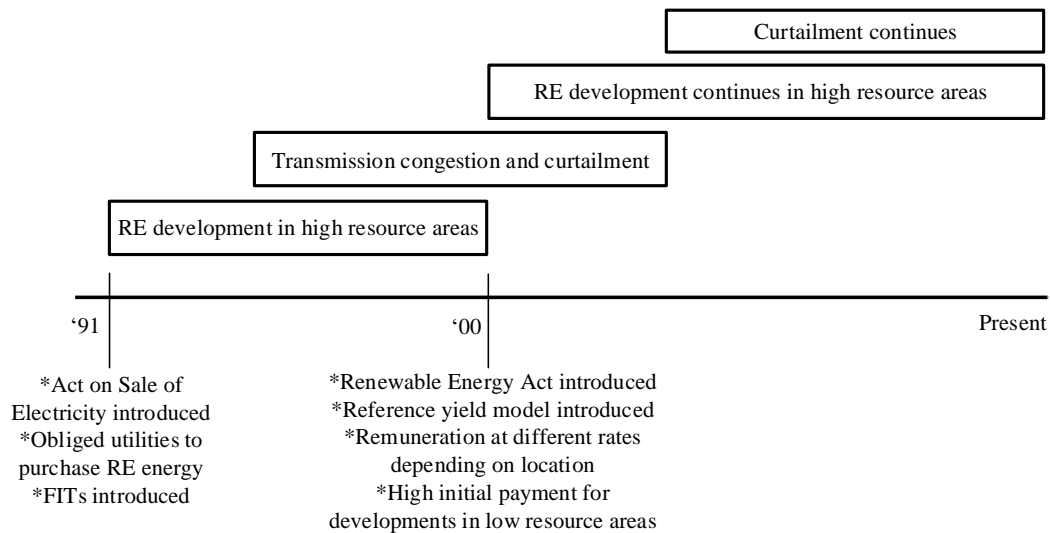 Curtailment continues
RE development continues in high resource areas
Transmission congestion and curtailment
RE development in high resource areas
‘91
‘00
Present
*Act on Sale of
Electricity introduced
*Obliged utilities to
purchase RE energy
*FITs introduced
*Renewable Energy Act introduced
*Reference yield model introduced
*Remuneration at different rates
depending on location
*High initial payment for
developments in low resource areas